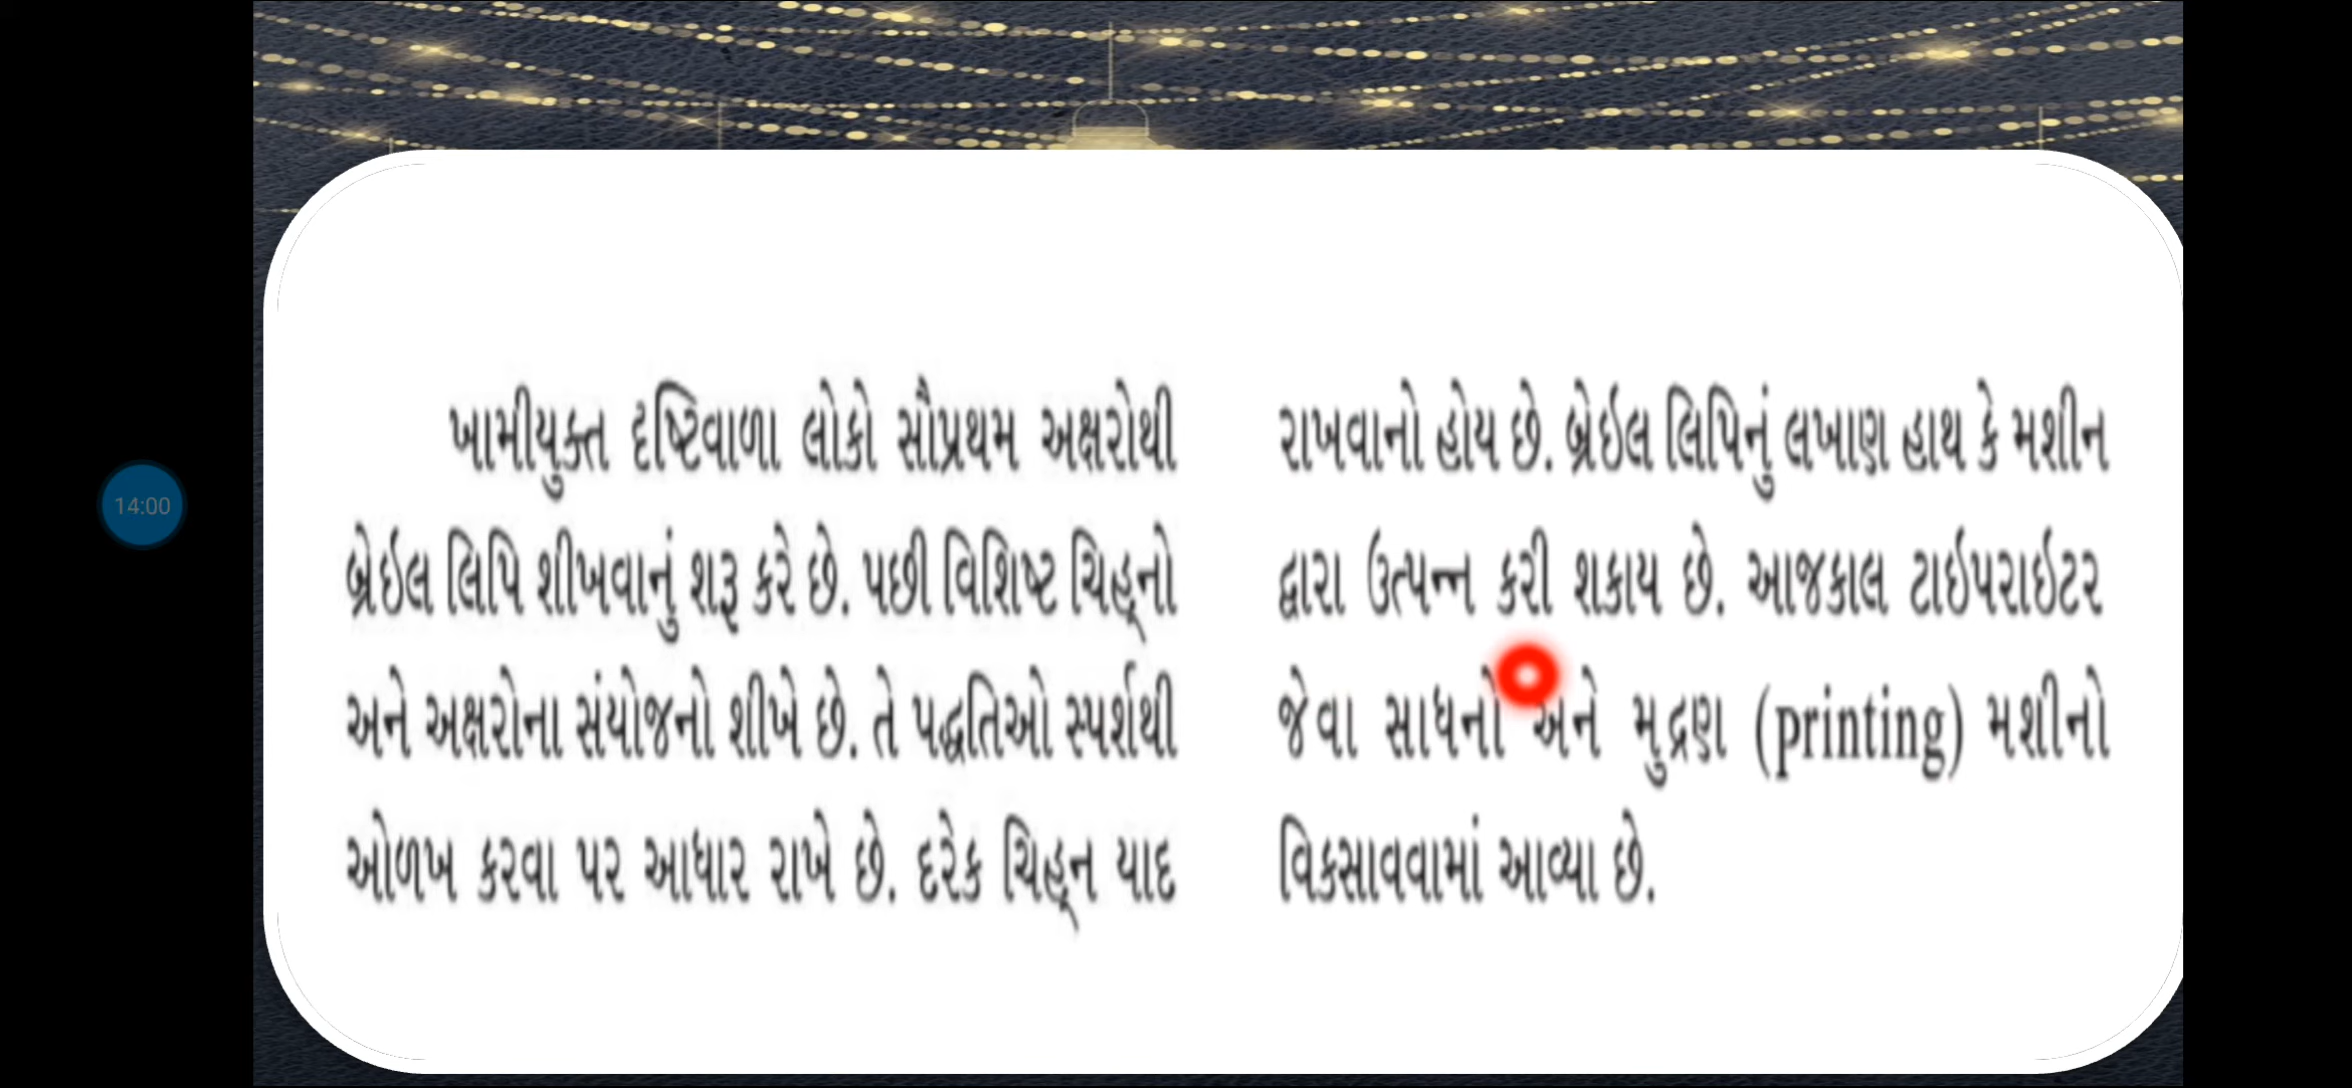 ખામીયુક્ત દૃષ્ટિવાળા લોકો સૌપ્રથમ અક્ષરોથી
બ્રેઈલ લિપિ શીખવાનું શરૂ કરે છે. પછી વિશિષ્ટ ચિહ્નો
અને અક્ષરોના સંયોજનો શીખે છે. તે પદ્ધતિઓ સ્પર્શથી
ઓળખ કરવા પર આધાર રાખે છે. દરેક ચિહ્ન યાદ
રાખવાનો હોય છે. બ્રેઈલ લિપિનું લખાણ હાથ કે મશીન
દ્વારા ઉત્પન્ન કરી શકાય છે. આજકાલ ટાઈપરાઈટર
જેવા સાધનો અને મુદ્રણ (printing) મશીનો
વિકસાવવામાં આવ્યા છે.
14:00